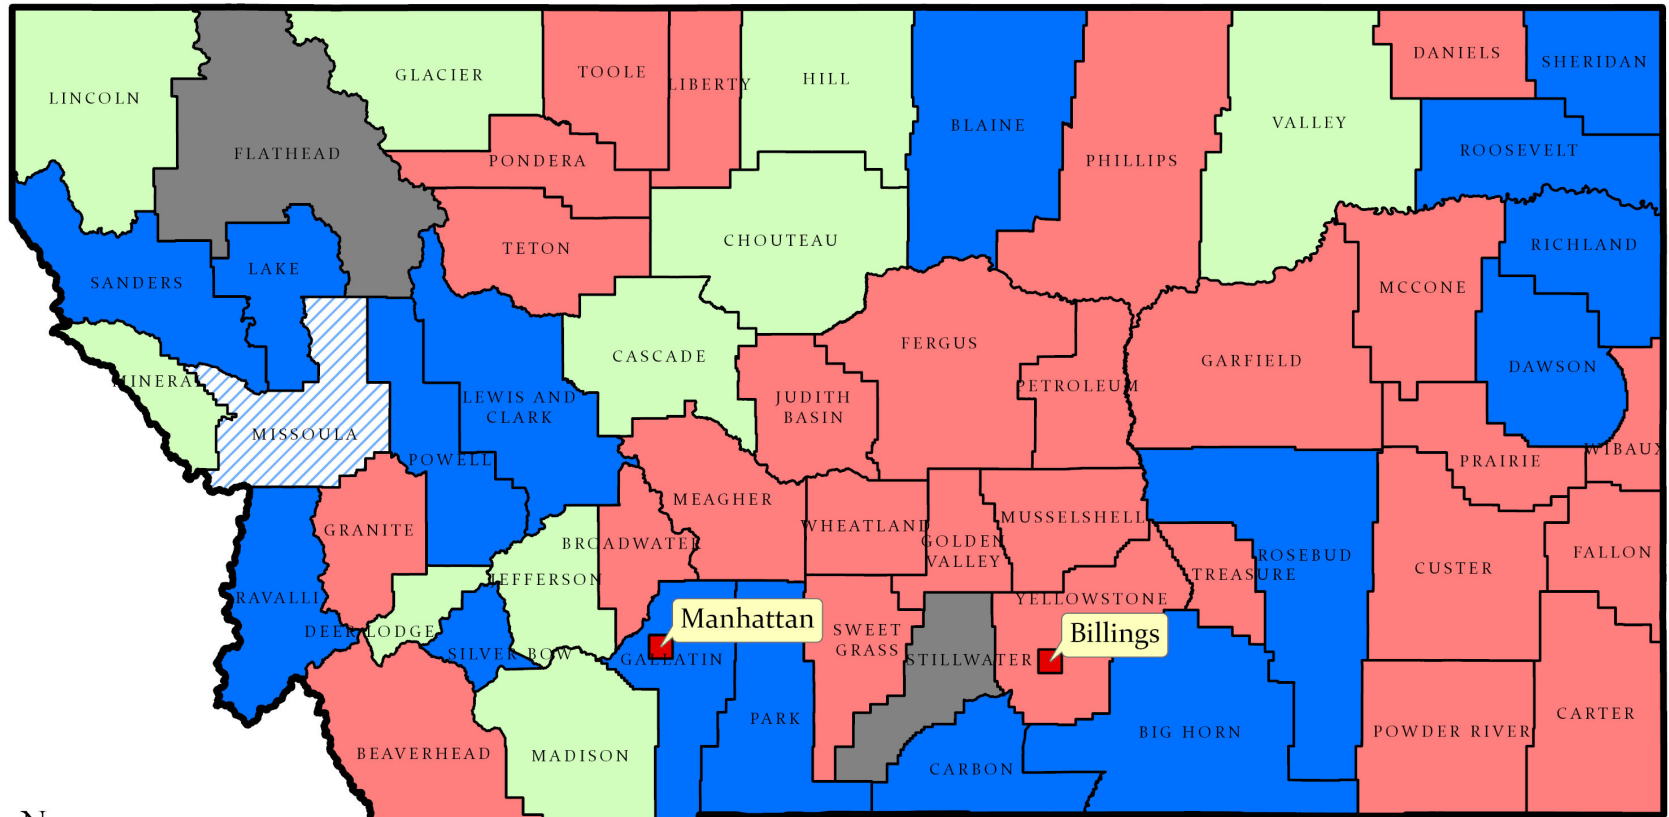 LINCOLN
FLATHEAD
GLACIER
TOOLE
LIBERTY
HILL
BLAINE
PHILLIPS
VALLEY
DANIELS
SHERIDAN
ROOSEVELT
PONDERA
TETON
CHOUTEAU
RICHLAND
SANDERS
LAKE
MCCONE
FERGUS
CASCADE
GARFIELD
DAWSON
MINERA
PETROLEUM
LEWIS AND
CLARK
JUDITH
BASIN
MISSOULA
POWELL
MEAGHER
WIBAUX
PRAIRIE
GRANITE
BROADWATER
WHEATLAND
GOLDEN
VALLEY
MUSSELSHELL
ROSEBUD
TREASURE
CUSTER
FALLON
JEFFERSON
RAVALLI
DEER LODGE
YELLOWSTONE
Manhattan
Billings
SILVER BOW
GALLATIN
SWEET
GRASS
STILLWATER
PARK
BIG HORN
POWDER RIVER
CARTER
BEAVERHEAD
MADISON
CARBON
N